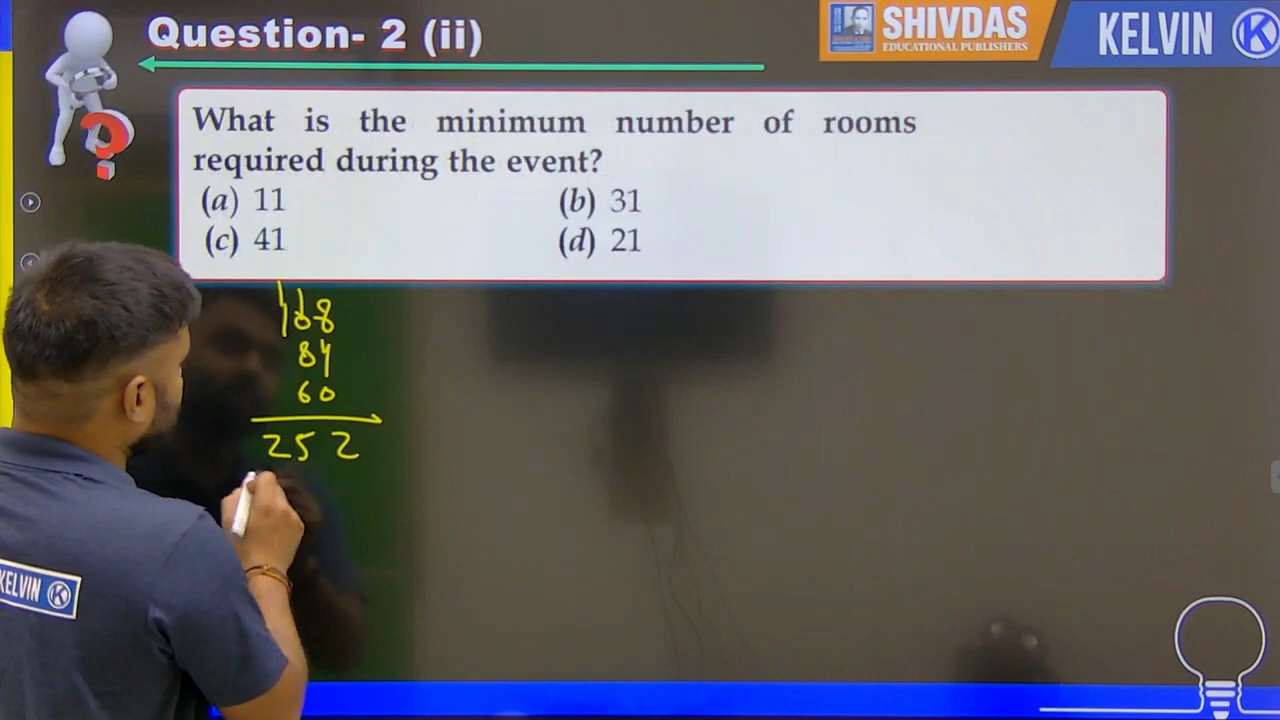 Question- 2 (ii)
SHIVDAS
EDUCATIONAL PUBLISHERS
KELVIN K
What is the minimum number of rooms
required during the event?
(a) 11 (b) 31
(c) 41 (d) 21
108
84
60
252
KELVIN K